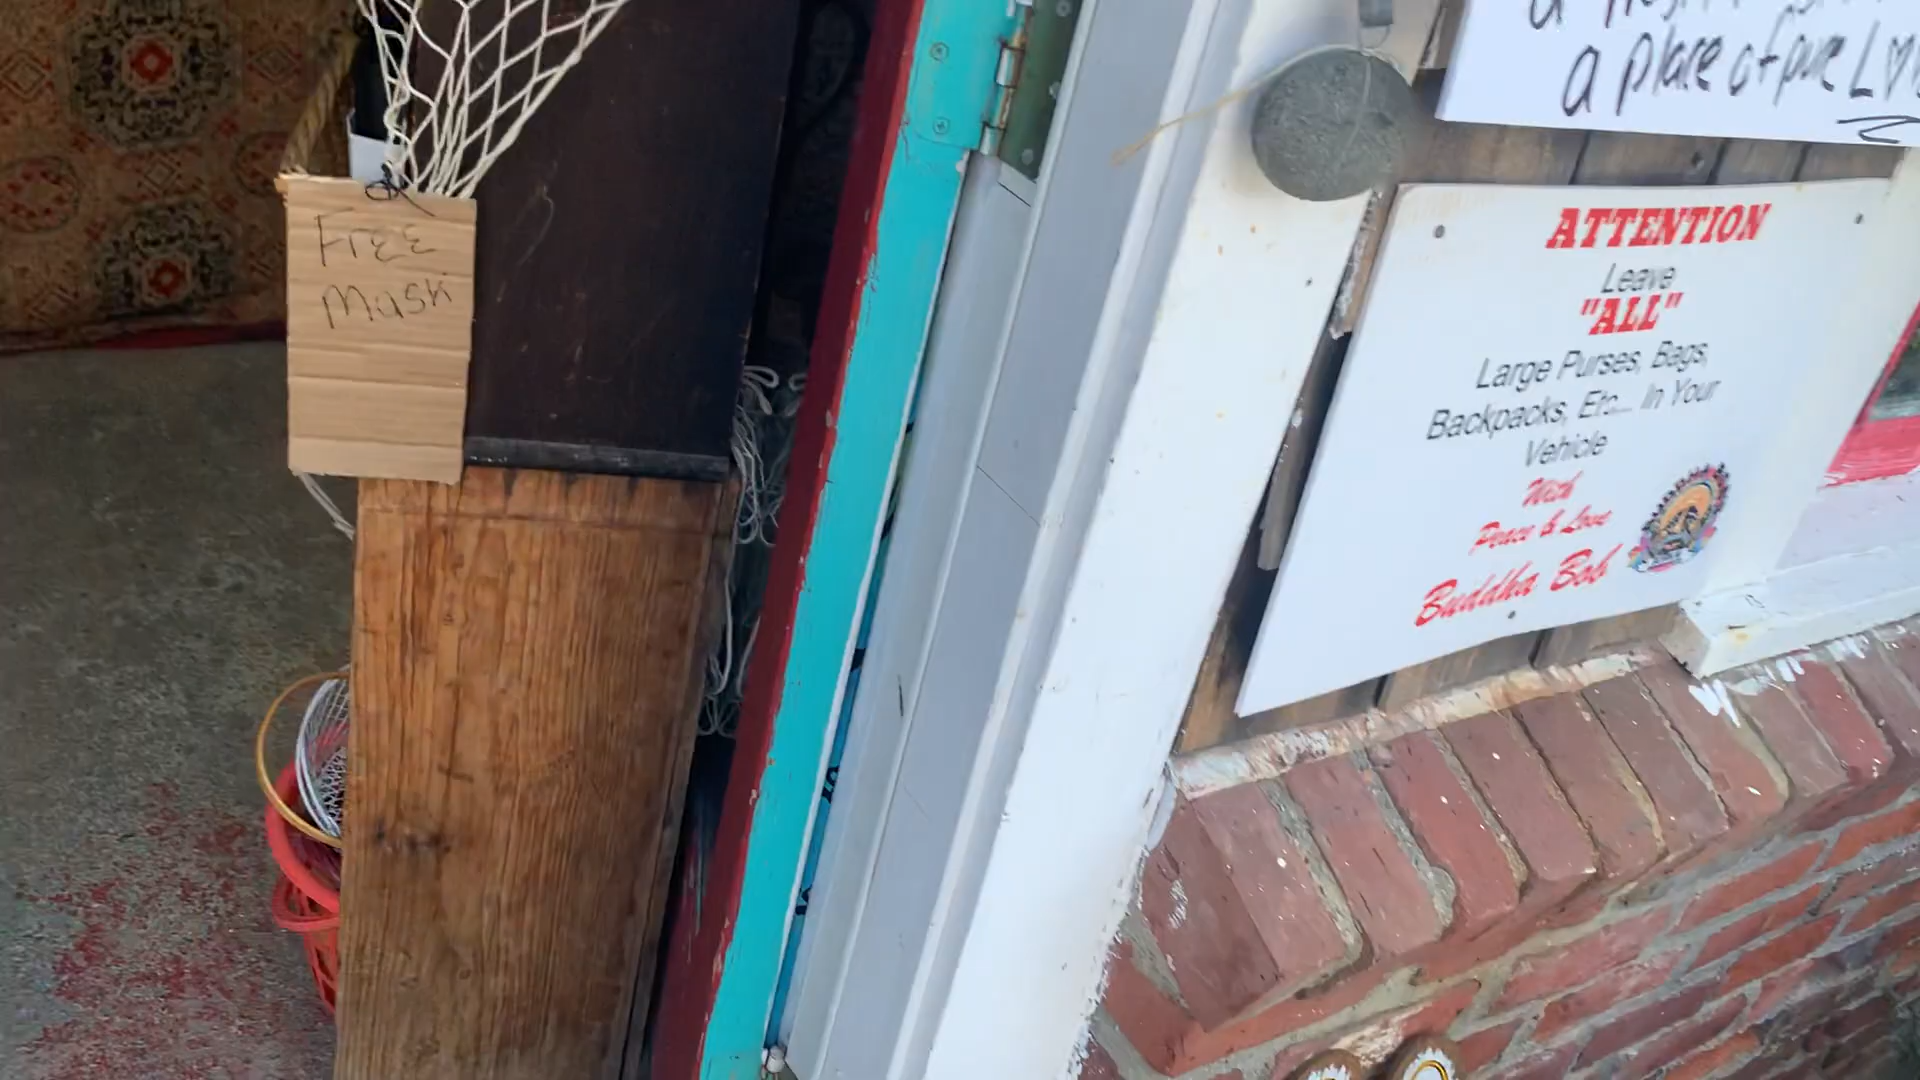 Free
Mask
a place of pure
ATTENTION
Leave
"ALL"
Large Purses, Bags,
Backpacks, Etc... In Your
Vehicle
With
Peace & Love
Buddha Bob